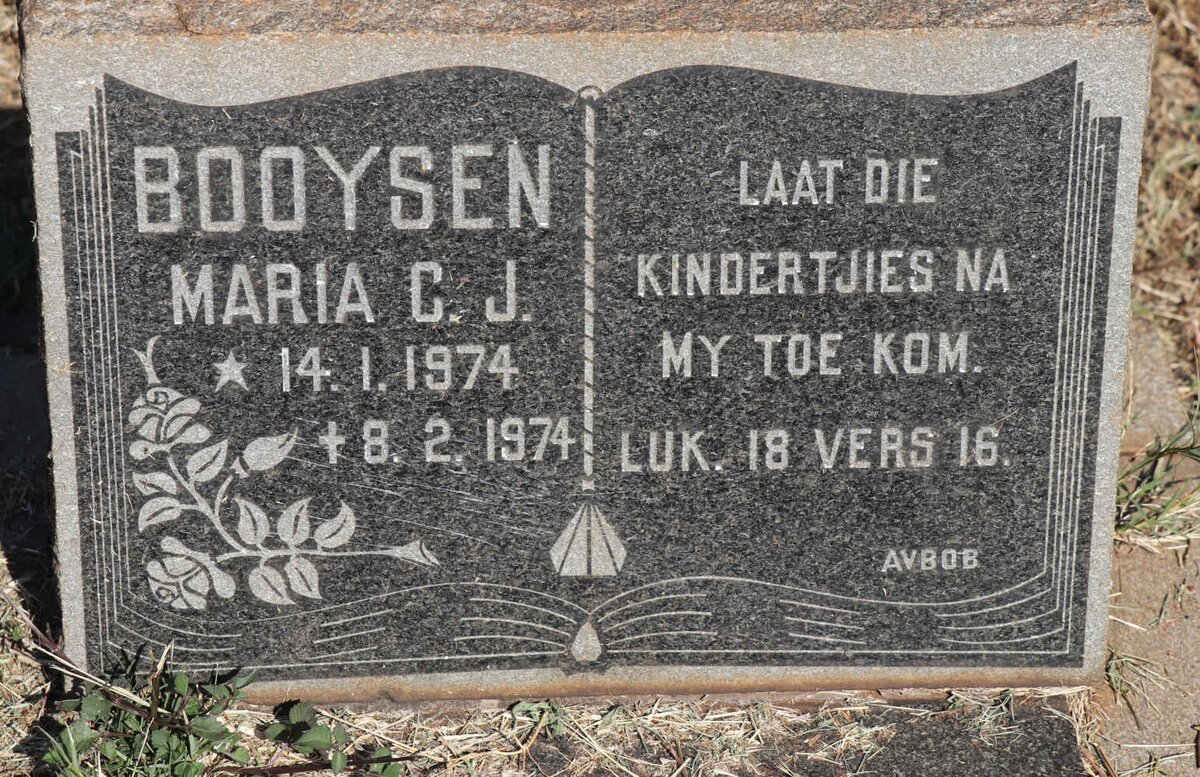 BOOYSEN
MARIA C. J.
★ 14. 1. 1974
✝ 8. 2. 1974
LAAT DIE
KINDERTJIES NA
MY TOE KOM.
LUK. 18 VERS 16.
AVBOB